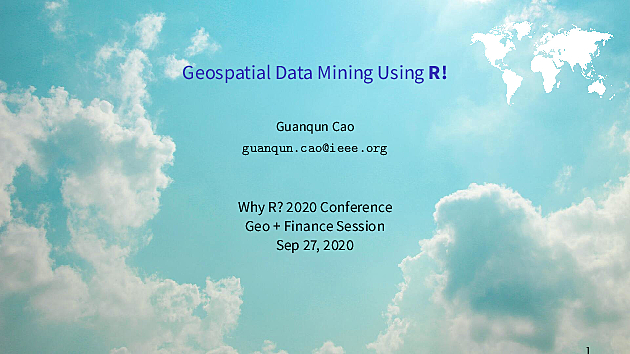 Geospatial Data Mining Using R!
Guanqun Cao
guanqun.cao@ieee.org
Why R? 2020 Conference
Geo + Finance Session
Sep 27, 2020
1